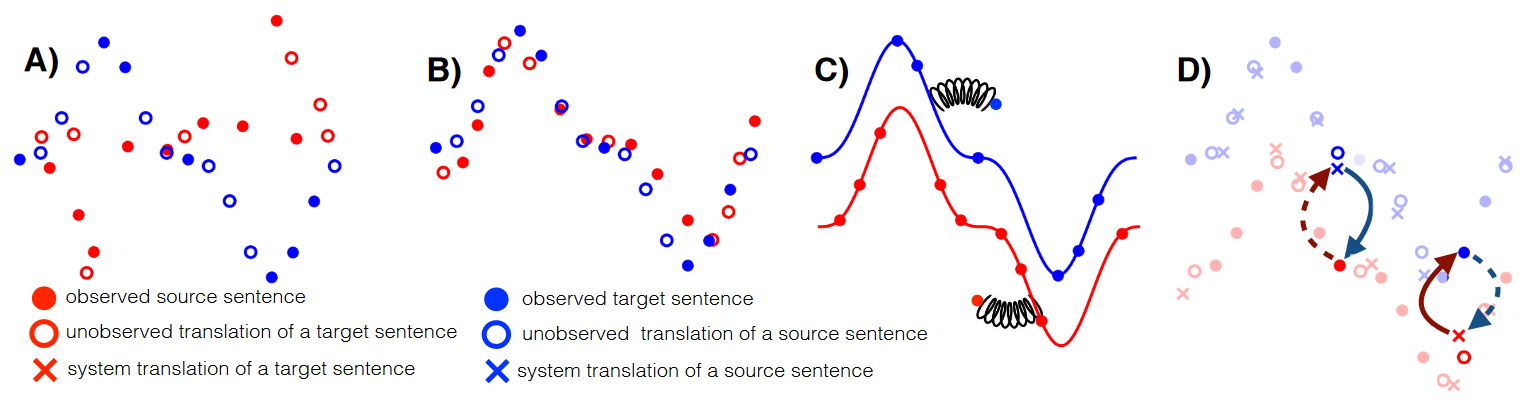 A)
B)
C)
D)
observed source sentence
observed target sentence
unobserved translation of a target sentence
unobserved translation of a source sentence
system translation of a target sentence
system translation of a source sentence